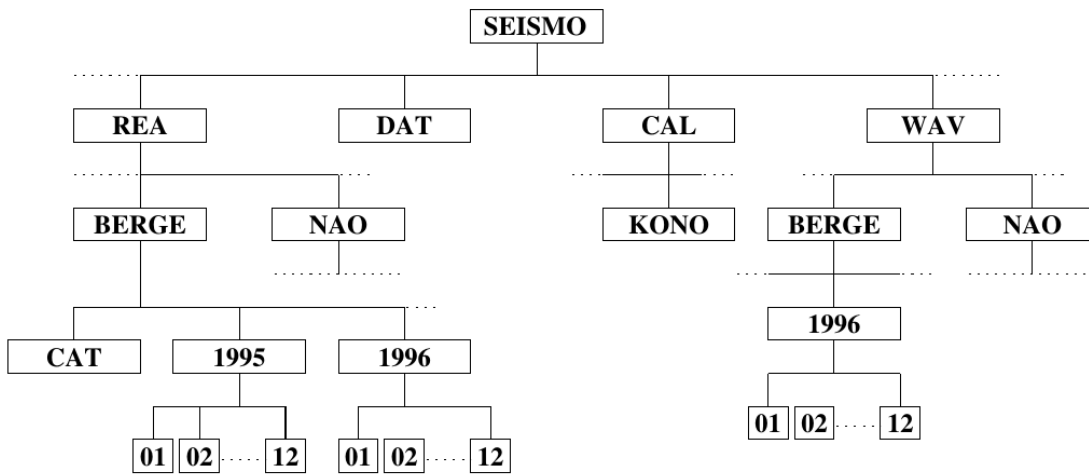 SEISMO
REA DAT CAL WAV
BERGE NAO KONO BERGE NAO
1996
CAT 1995 1996
01 02 12
01 02 12 01 02 12